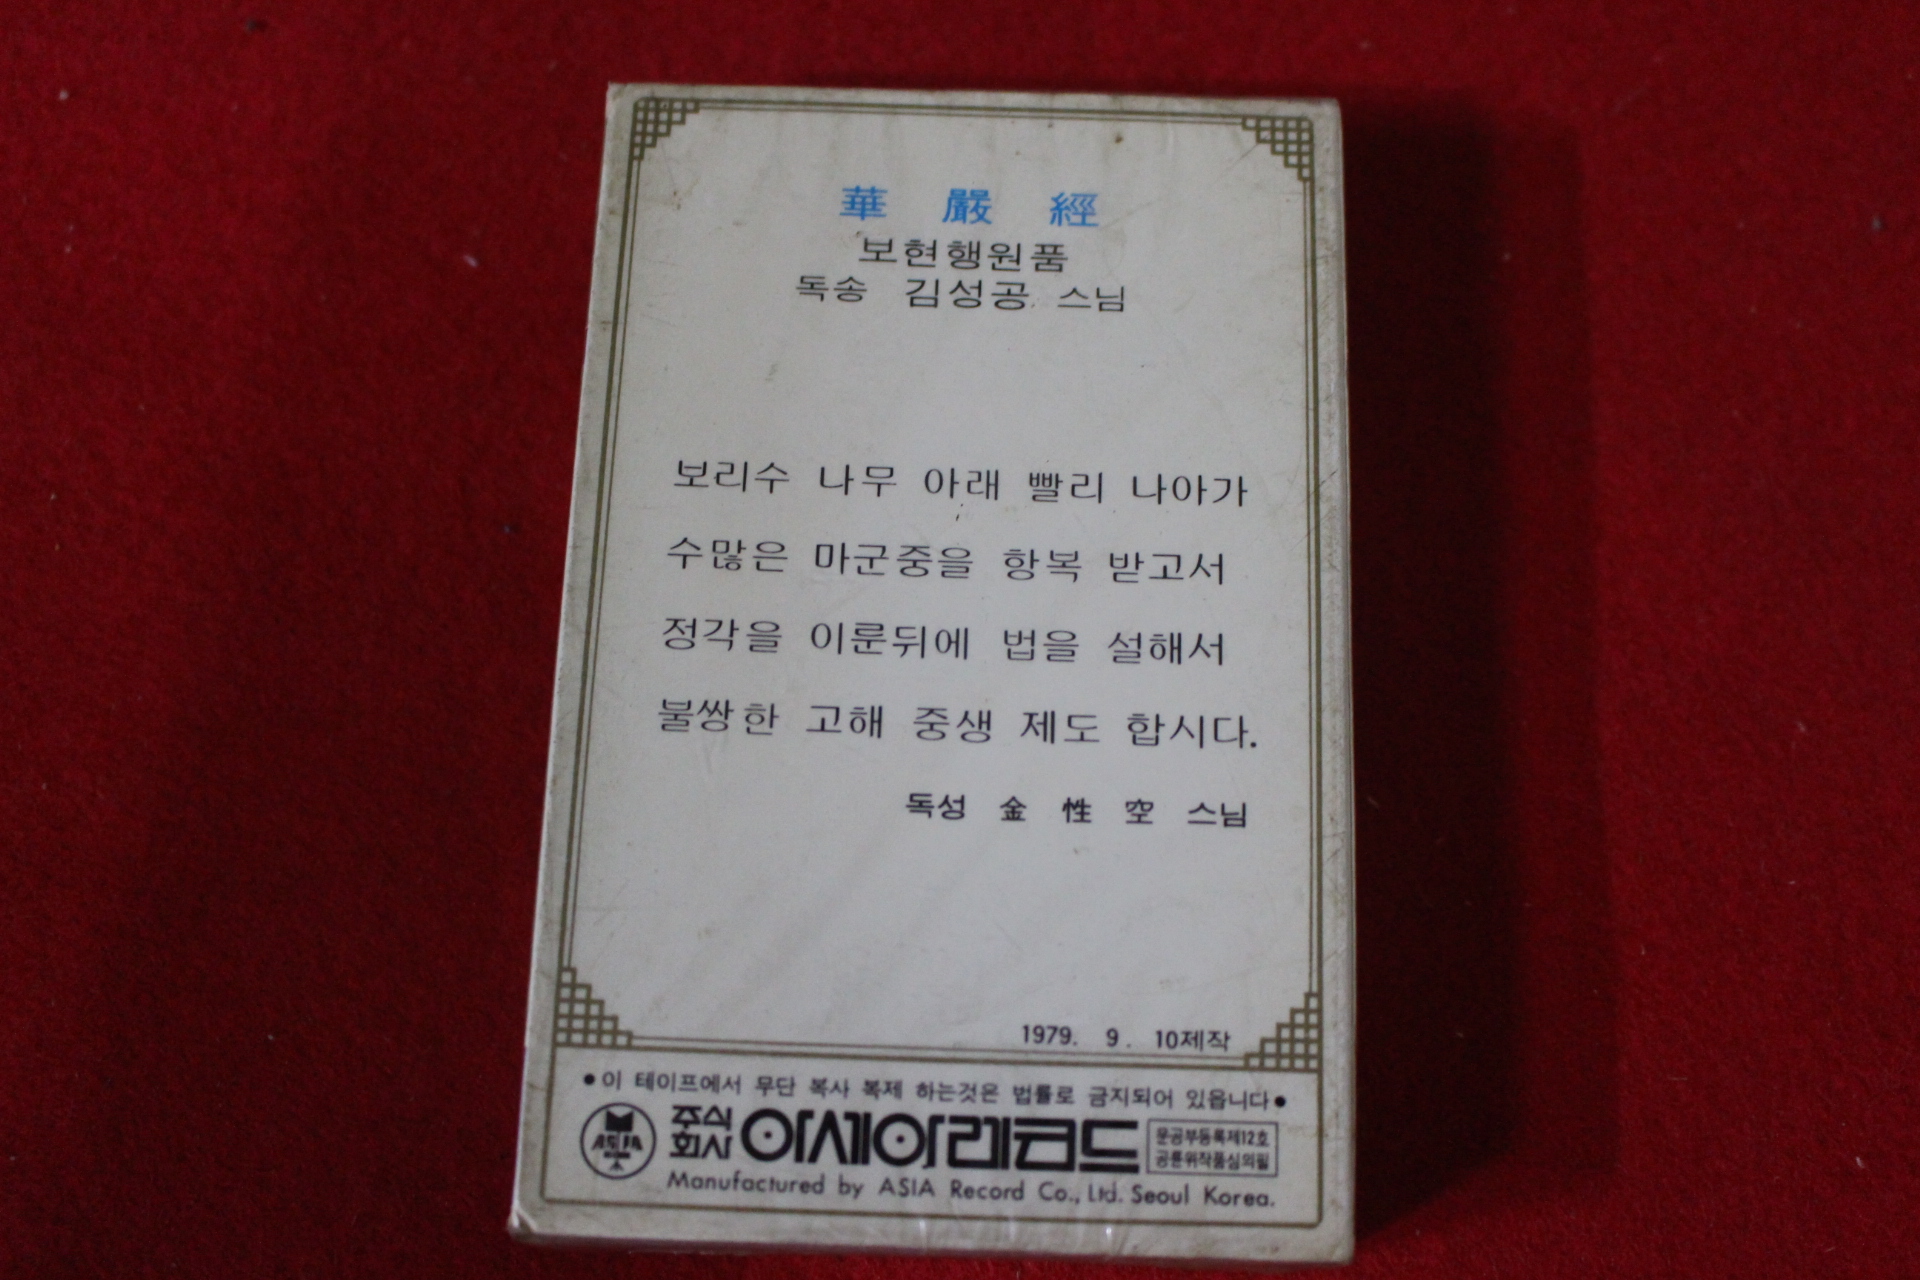 華 嚴 經
보현행원품
독송 김성공 스님
보리수 나무 아래 빨리 나아가
수많은 마군중을 항복 받고서
정각을 이룬뒤에 법을 설해서
불쌍한 고해 중생 제도 합시다.
독성 金 性 空 스님
1979. 9. 10제작
●이 테이프에서 무단 복사 복제 하는것은 법률로 금지되어 있읍니다●
ASIA
주식회사 아세아레코드
문공부등록제12호
공륜위작품심의필
Manufactured by ASIA Record Co., Ltd. Seoul Korea.